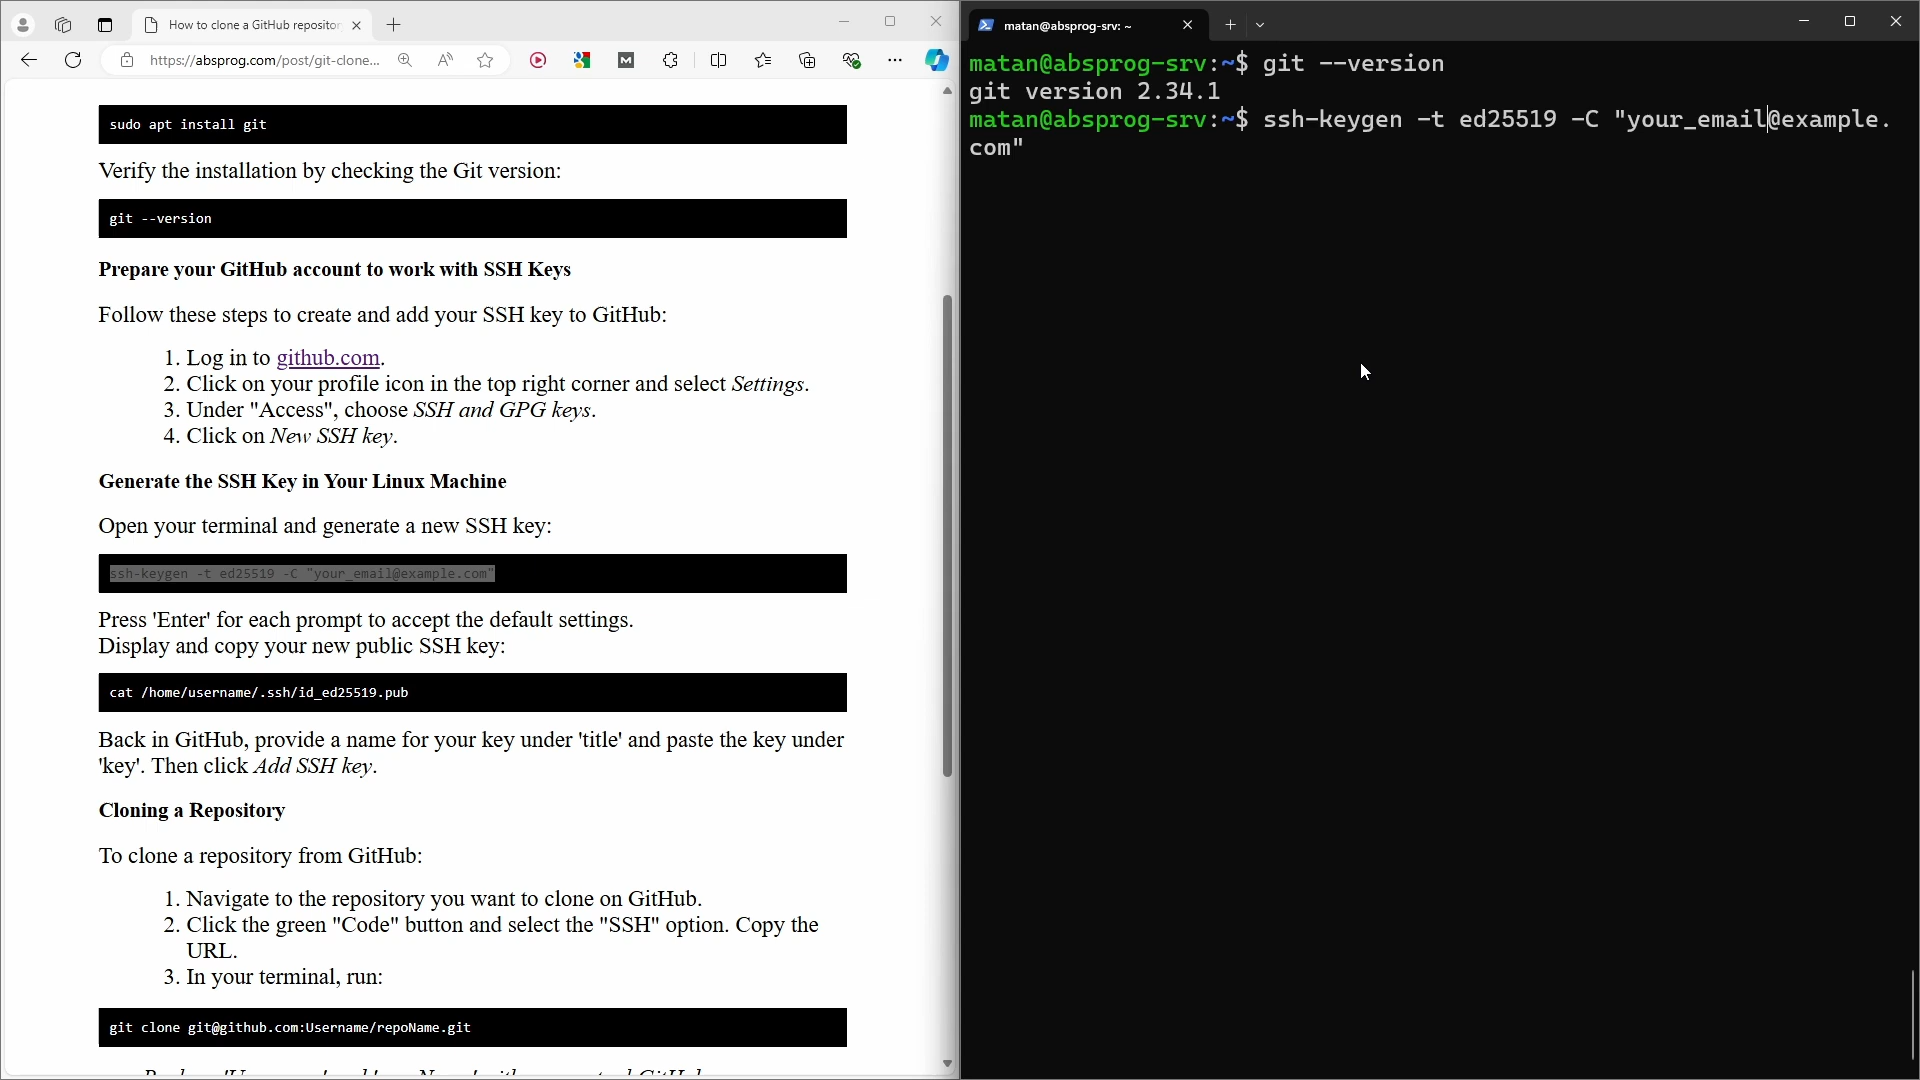 How to clone a GitHub repositor
https://absprog.com/post/git-clone...
sudo apt install git
Verify the installation by checking the Git version:
git --version
Prepare your GitHub account to work with SSH Keys
Follow these steps to create and add your SSH key to GitHub:
1. Log in to github.com.
2. Click on your profile icon in the top right corner and select Settings.
3. Under "Access", choose SSH and GPG keys.
4. Click on New SSH key.
Generate the SSH Key in Your Linux Machine
Open your terminal and generate a new SSH key:
ssh-keygen -t ed25519 -C "your_email@example.com"
Press 'Enter' for each prompt to accept the default settings.
Display and copy your new public SSH key:
cat /home/username/.ssh/id_ed25519.pub
Back in GitHub, provide a name for your key under 'title' and paste the key under
'key'. Then click Add SSH key.
Cloning a Repository
To clone a repository from GitHub:
1. Navigate to the repository you want to clone on GitHub.
2. Click the green "Code" button and select the "SSH" option. Copy the
URL.
3. In your terminal, run:
git clone git@github.com:Username/repoName.git
matan@absprog-srv: ~
matan@absprog-srv:~$ git --version
git version 2.34.1
matan@absprog-srv:~$ ssh-keygen -t ed25519 -C "your_email@example.
com"